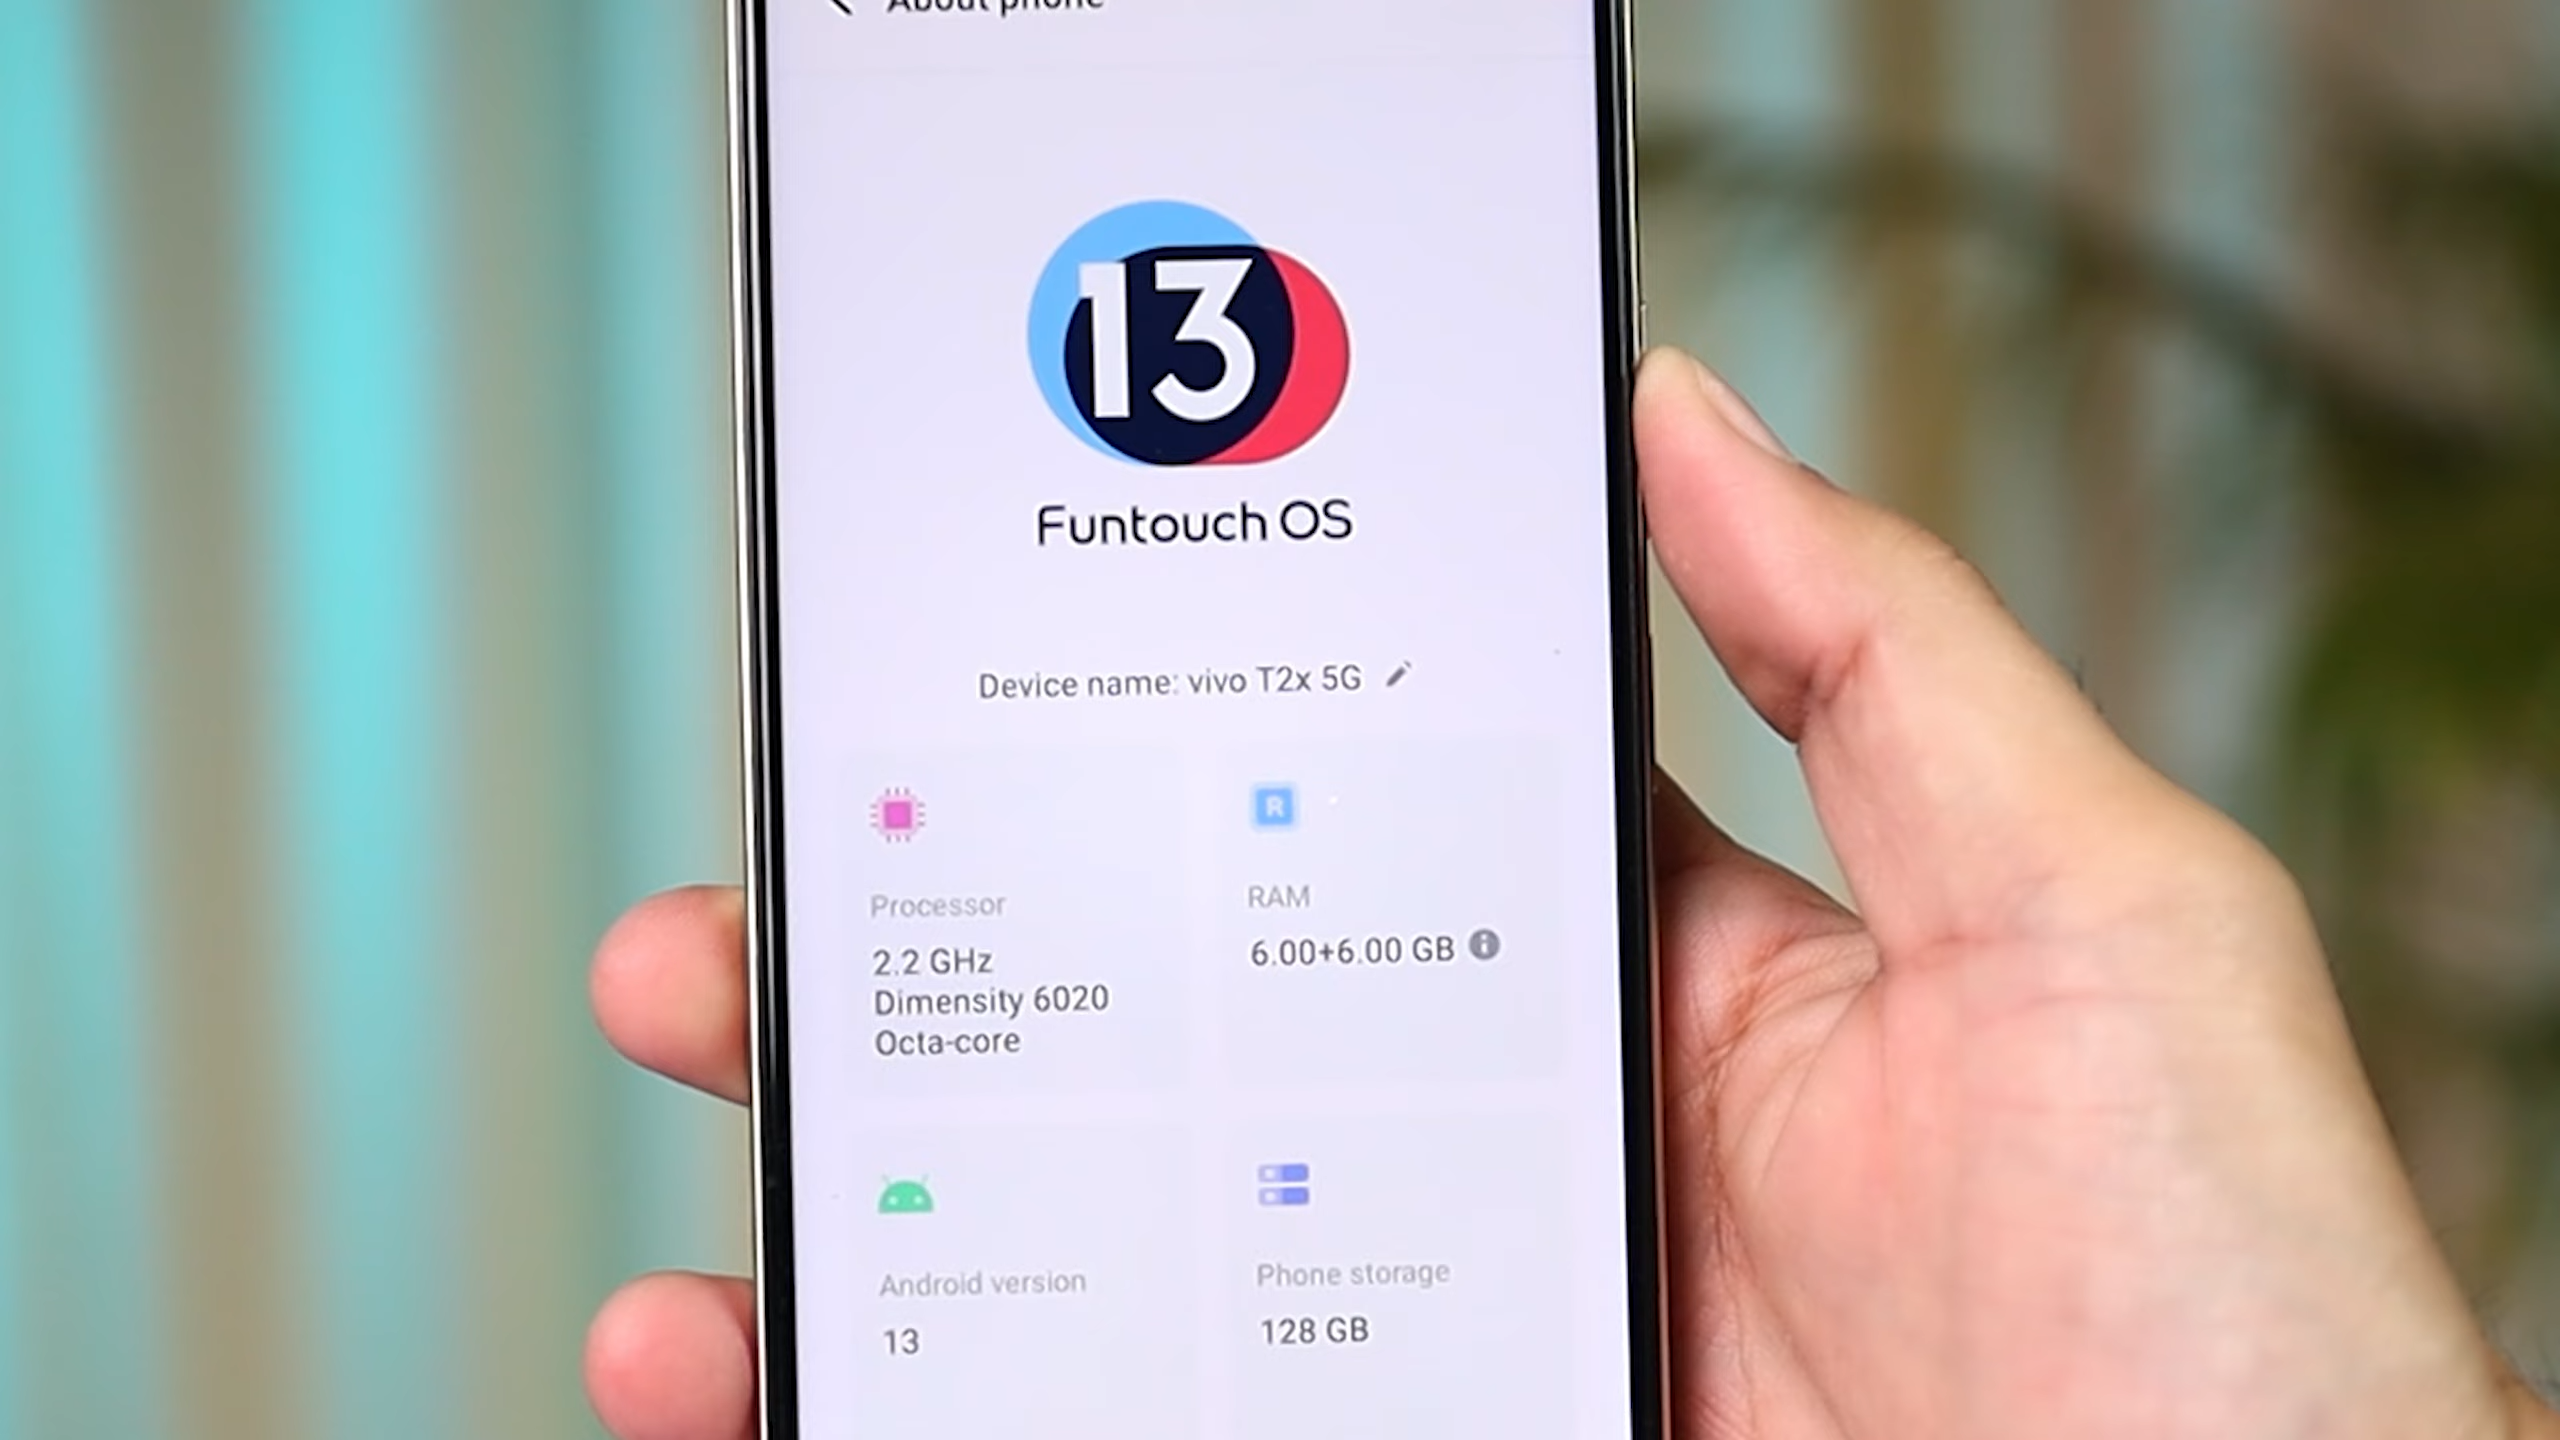 About phone
13
Funtouch OS
Device name: vivo T2x 5G
Processor
2.2 GHz
Dimensity 6020
Octa-core
R
RAM
6.00+6.00 GB
Android version
13
Phone storage
128 GB